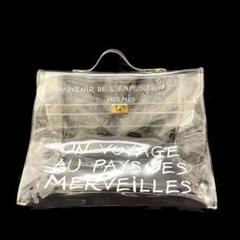 SOUVENIR DE L'EXPOSITION
HERMÈS
UN VOYAGE
AU PAYS DES
MERVEILLES